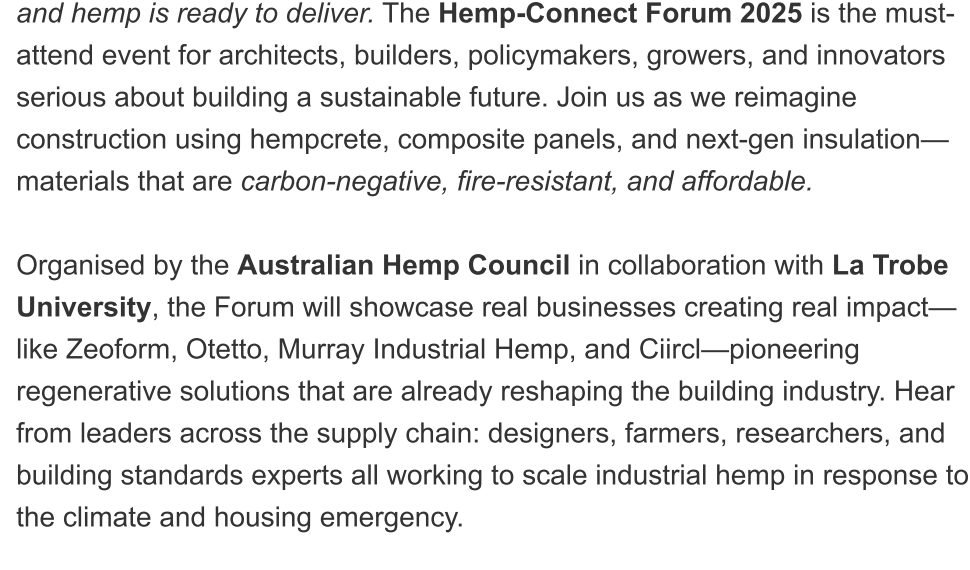 and hemp is ready to deliver. The Hemp-Connect Forum 2025 is the must-
attend event for architects, builders, policymakers, growers, and innovators
serious about building a sustainable future. Join us as we reimagine
construction using hempcrete, composite panels, and next-gen insulation—
materials that are carbon-negative, fire-resistant, and affordable.
Organised by the Australian Hemp Council in collaboration with La Trobe
University, the Forum will showcase real businesses creating real impact—
like Zeoform, Otetto, Murray Industrial Hemp, and Ciircl—pioneering
regenerative solutions that are already reshaping the building industry. Hear
from leaders across the supply chain: designers, farmers, researchers, and
building standards experts all working to scale industrial hemp in response to
the climate and housing emergency.